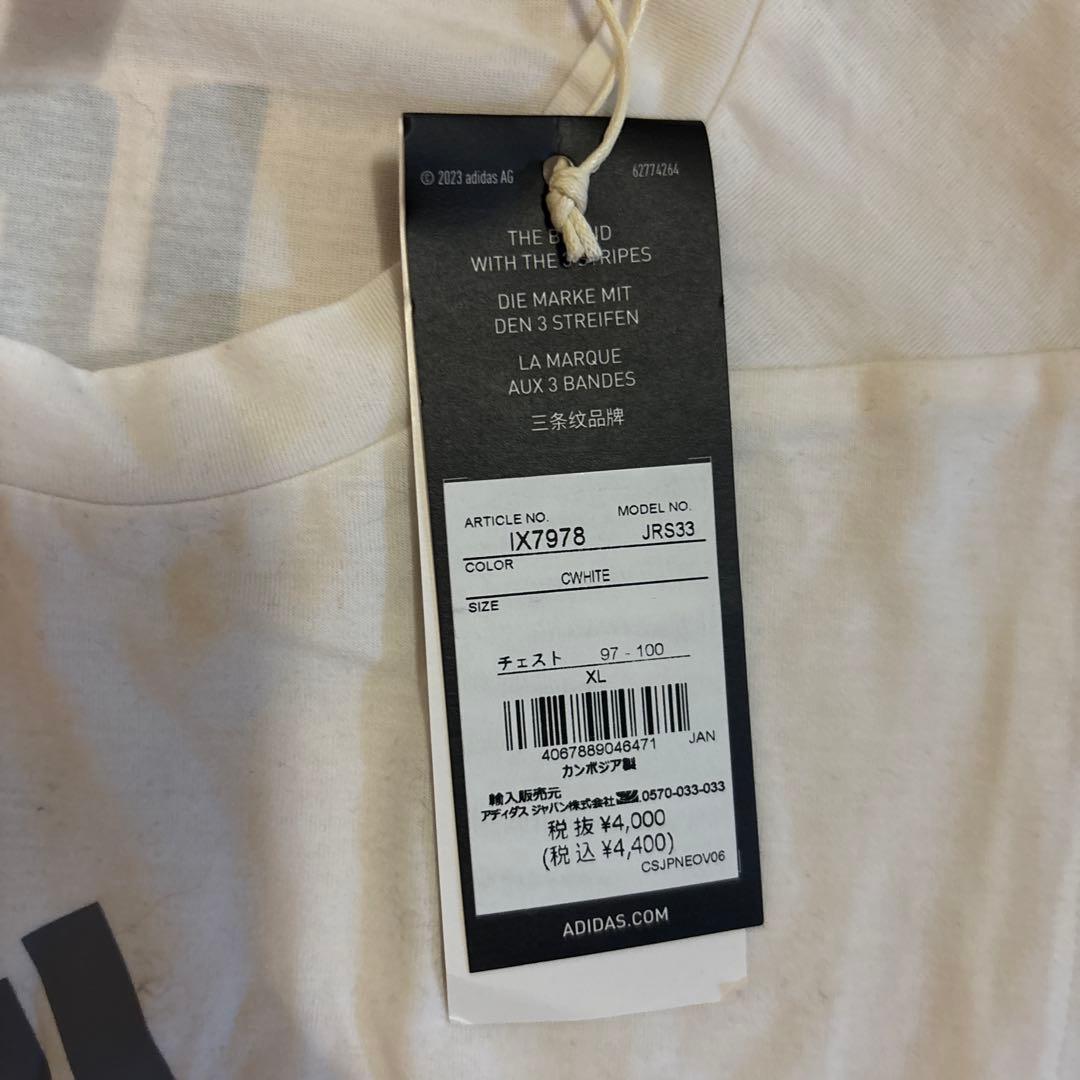 © 2023 adidas AG 62774264
THE B ND
WITH THE 3 STRIPES
DIE MARKE MIT
DEN 3 STREIFEN
LA MARQUE
AUX 3 BANDES
三条纹品牌
ARTICLE NO. MODEL NO.
IX7978 JRS33
COLOR
CWHITE
SIZE
チェスト 97 - 100
XL
4067889046471 JAN
カンボジア製
輸入販売元
アディダス ジャパン株式会社 0570-033-033
税抜 ¥4,000
(税込 ¥4,400)
CSJPNEOV06
ADIDAS.COM